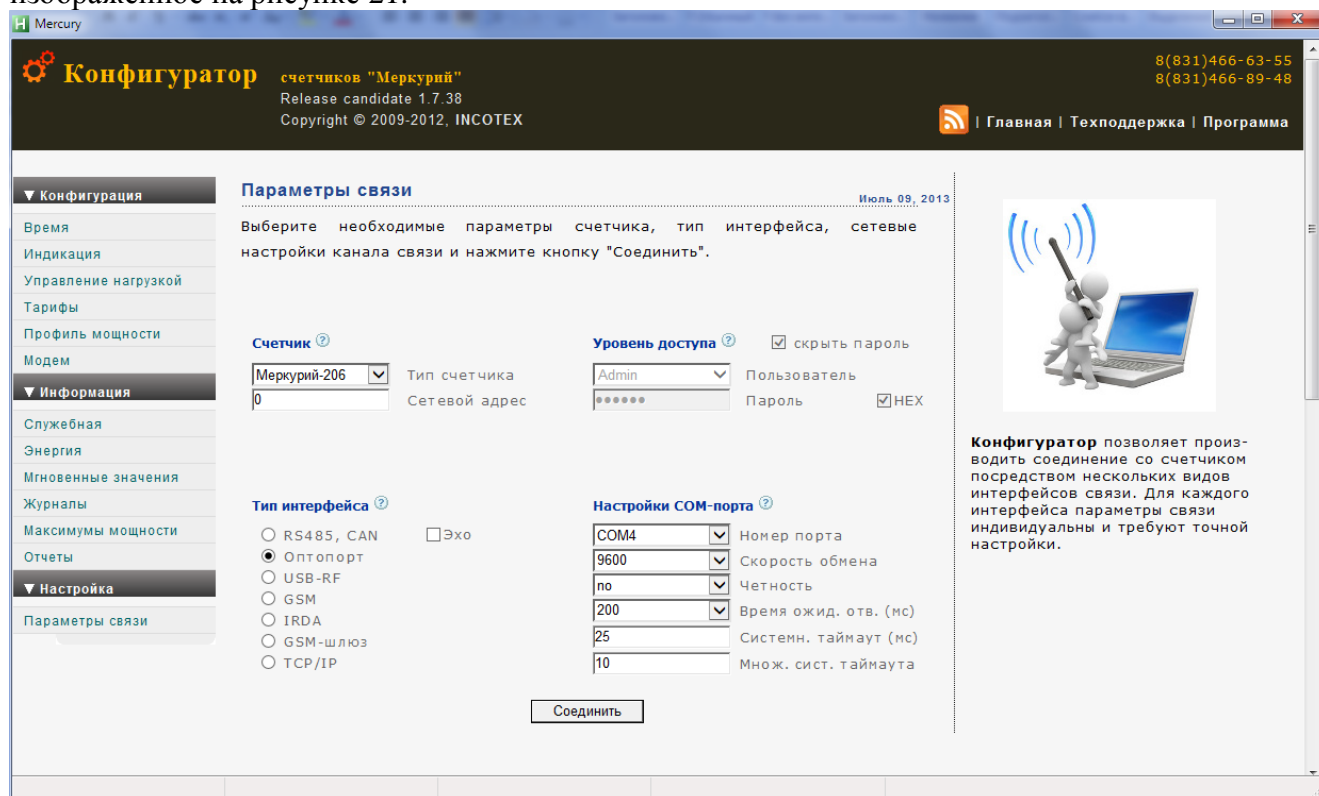 изображенное на рисунке 21.
Mercury
Конфигуратор
счетчиков "Меркурий"
Release candidate 1.7.38
Copyright © 2009-2012, INCOTEX
8(831)466-63-55
8(831)466-89-48
| Главная | Техподдержка | Программа
▼ Конфигурация
Время
Индикация
Управление нагрузкой
Тарифы
Профиль мощности
Модем
▼ Информация
Служебная
Энергия
Мгновенные значения
Журналы
Максимумы мощности
Отчеты
▼ Настройка
Параметры связи
Параметры связи
Июль 09, 2013
Выберите необходимые параметры счетчика, тип интерфейса, сетевые
настройки канала связи и нажмите кнопку "Соединить".
Счетчик ?
Меркурий-206 Тип счетчика
0 Сетевой адрес
Уровень доступа ? скрыть пароль
Admin Пользователь
•••••• Пароль HEX
Тип интерфейса ?
RS485, CAN Эхо
Оптопорт
USB-RF
GSM
IRDA
GSM-шлюз
TCP/IP
Настройки COM-порта ?
COM4 Номер порта
9600 Скорость обмена
no Четность
200 Время ожид. отв. (мс)
25 Системн. таймаут (мс)
10 Множ. сист. таймаута
Соединить
Конфигуратор позволяет произ-
водить соединение со счетчиком
посредством нескольких видов
интерфейсов связи. Для каждого
интерфейса параметры связи
индивидуальны и требуют точной
настройки.